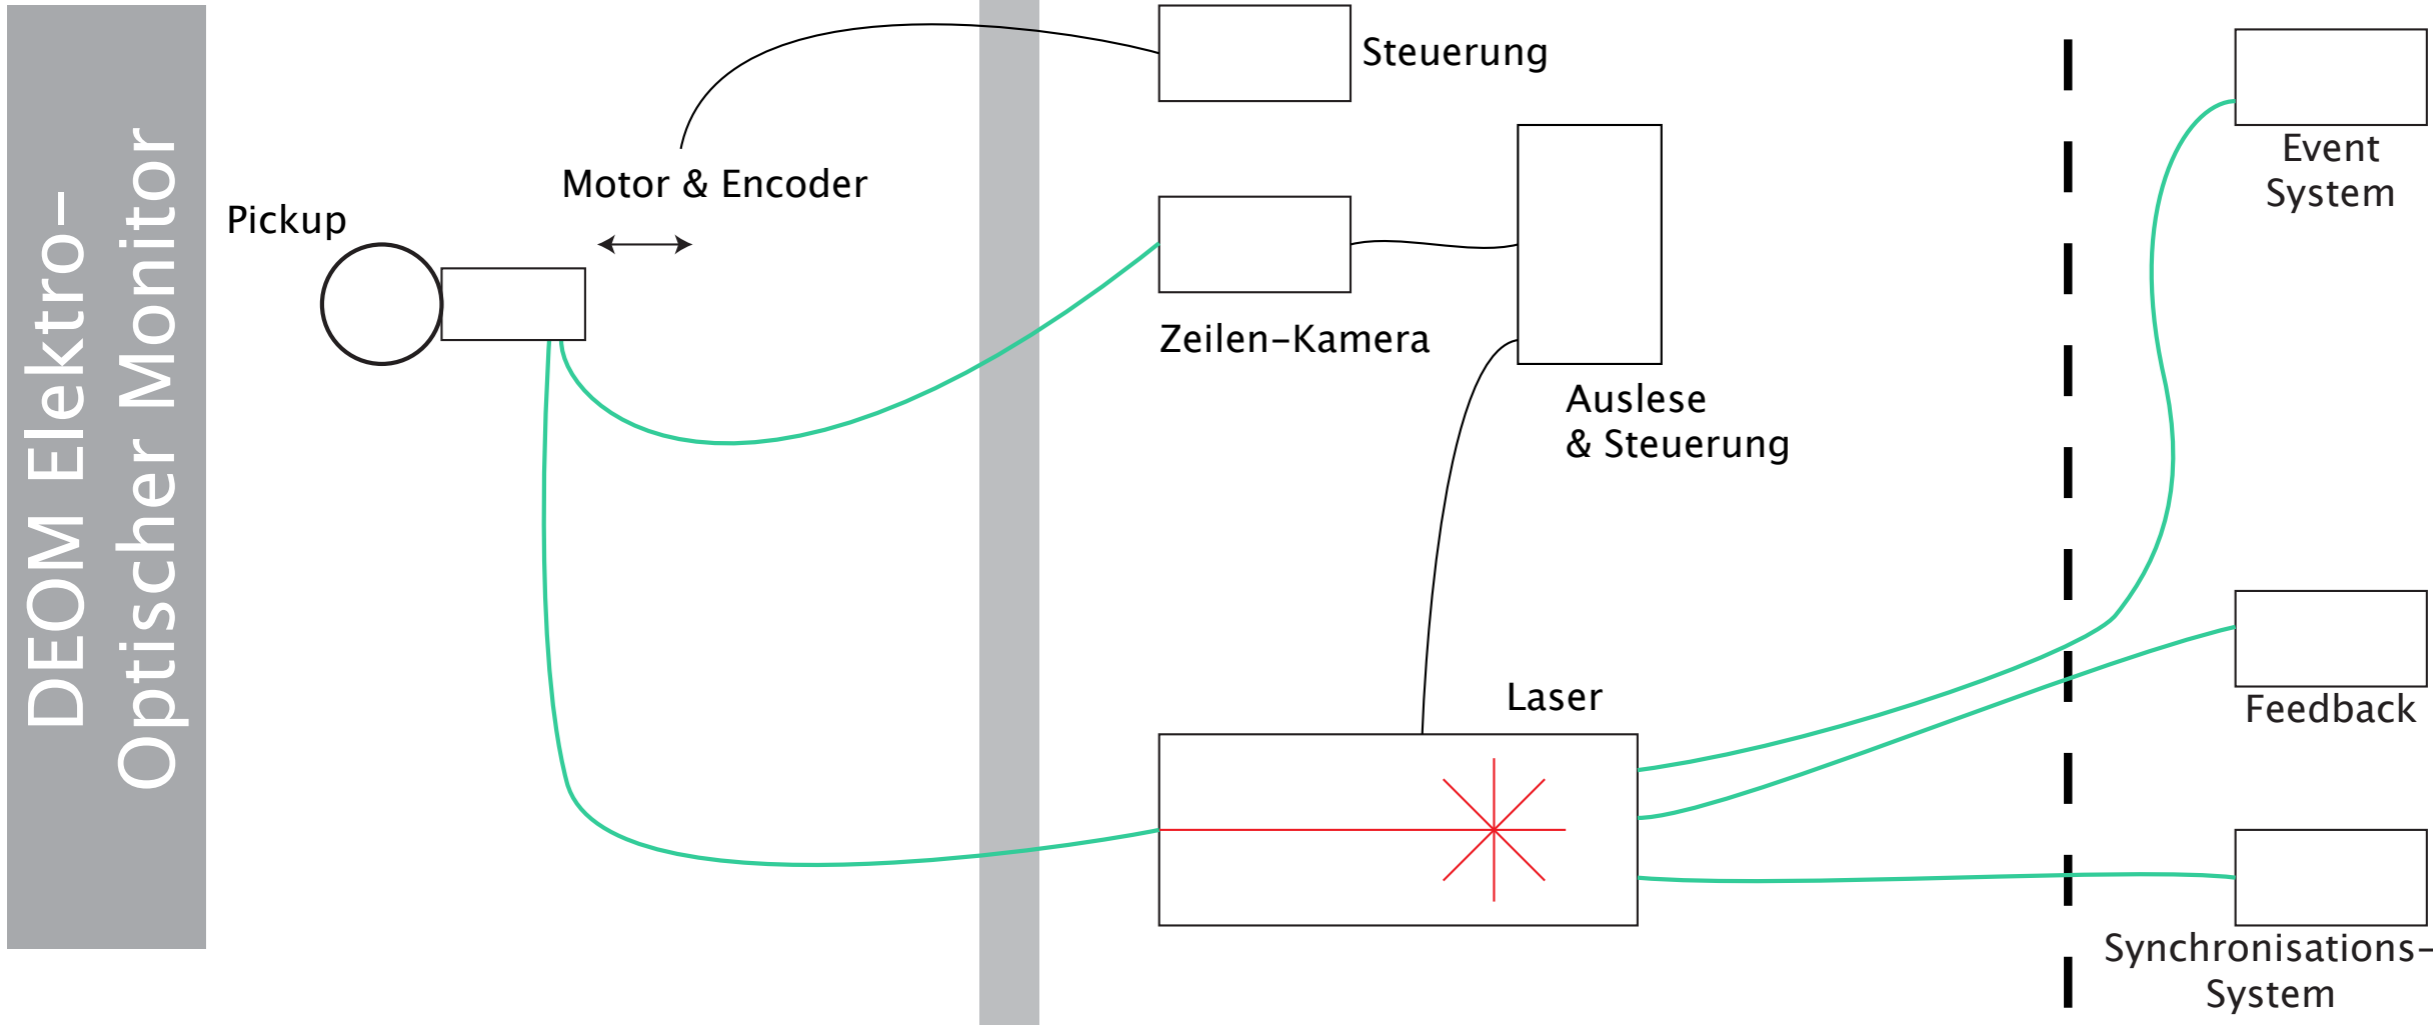 DEOM Elektro-
Optischer Monitor
Steuerung
Motor & Encoder
Pickup
Zeilen-Kamera
Auslese
& Steuerung
Laser
Event
System
Feedback
Synchronisations-
System